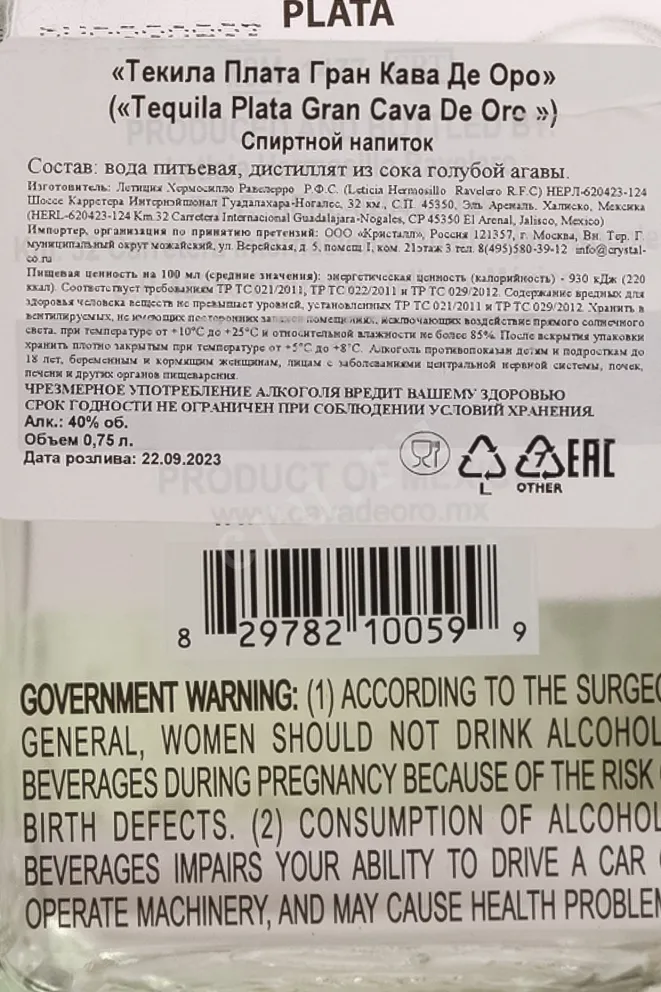 PLATA
«Текила Плата Гран Кава Де Оро»
(«Tequila Plata Gran Cava De Oro »)
Спиртной напиток
Состав: вода питьевая, дистиллят из сока голубой агавы.
Изготовитель: Летиция Хермосилло Равелерро Р.Ф.С. (Leticia Hermosillo Ravelero R.F.C) НЕРЛ-620423-124
Шоссе Карретера Интернэйшонал Гуадалахара-Ногалес, 32 км., С.П. 45350, Эль Ареналь. Халиско, Мексика
(HERL-620423-124 Km.32 Carretera Internacional Guadalajara-Nogales, CP 45350 El Arenal, Jalisco, Mexico)
Импортер, организация по принятию претензий: ООО «Кристалл», Россия 121357, г. Москва, Вн. Тер. Г.
муниципальный округ можайский, ул. Верейская, д. 5, помещ I, ком. 21этаж 3 тел. 8(495)580-39-12 info@crystal-
co.ru
Пищевая ценность на 100 мл (средние значения): энергетическая ценность (калорийность) - 930 кДж (220
ккал). Соответствует требованиям ТР ТС 021/2011, ТР ТС 022/2011 и ТР ТС 029/2012. Содержание вредных для
здоровья человека веществ не превышает уровней, установленных ТР ТС 021/2011 и ТР ТС 029/2012. Хранить в
вентилируемых, не имеющих посторонних запахов помещениях, исключающих воздействие прямого солнечного
света, при температуре от +10°С до +25°С и относительной влажности не более 85%. После вскрытия упаковки
хранить плотно закрытым при температуре от +5°С до +8°С. Алкоголь противопоказан детям и подросткам до
18 лет, беременным и кормящим женщинам, лицам с заболеваниями центральной нервной системы, почек,
печени и других органов пищеварения.
ЧРЕЗМЕРНОЕ УПОТРЕБЛЕНИЕ АЛКОГОЛЯ ВРЕДИТ ВАШЕМУ ЗДОРОВЬЮ
СРОК ГОДНОСТИ НЕ ОГРАНИЧЕН ПРИ СОБЛЮДЕНИИ УСЛОВИЙ ХРАНЕНИЯ.
Алк.: 40% об.
Объем 0,75 л.
Дата розлива: 22.09.2023
7 EAC
L OTHER
PRODUCT OF
www.cavadeoro.mx
8 29782 10059 9
GOVERNMENT WARNING: (1) ACCORDING TO THE SURGEO
GENERAL, WOMEN SHOULD NOT DRINK ALCOHOL
BEVERAGES DURING PREGNANCY BECAUSE OF THE RISK
BIRTH DEFECTS. (2) CONSUMPTION OF ALCOHOL
BEVERAGES IMPAIRS YOUR ABILITY TO DRIVE A CAR
OPERATE MACHINERY, AND MAY CAUSE HEALTH PROBLEM